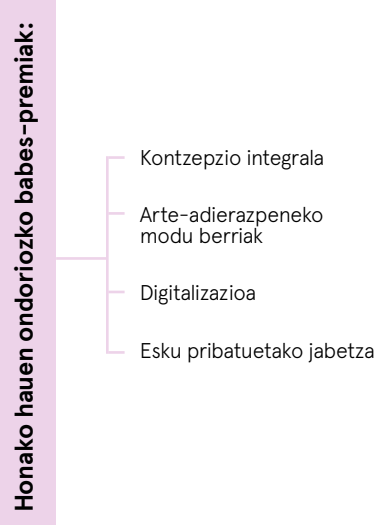 Honako hauen ondoriozko babes-premiak:
Kontzepzio integrala
Arte-adierazpeneko
modu berriak
Digitalizazioa
Esku pribatuetako jabetza